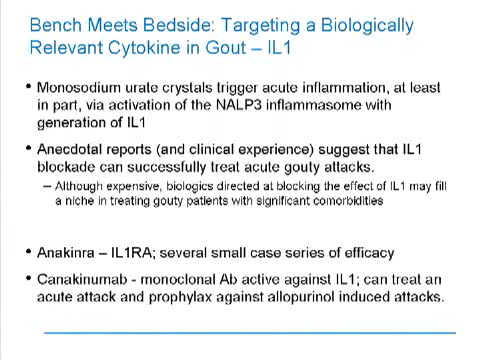 Bench Meets Bedside: Targeting a Biologically
Relevant Cytokine in Gout – IL1
• Monosodium urate crystals trigger acute inflammation, at least
in part, via activation of the NALP3 inflammasome with
generation of IL1
• Anecdotal reports (and clinical experience) suggest that IL1
blockade can successfully treat acute gouty attacks.
– Although expensive, biologics directed at blocking the effect of IL1 may fill
a niche in treating gouty patients with significant comorbidities
• Anakinra – IL1RA; several small case series of efficacy
• Canakinumab - monoclonal Ab active against IL1; can treat an
acute attack and prophylax against allopurinol induced attacks.